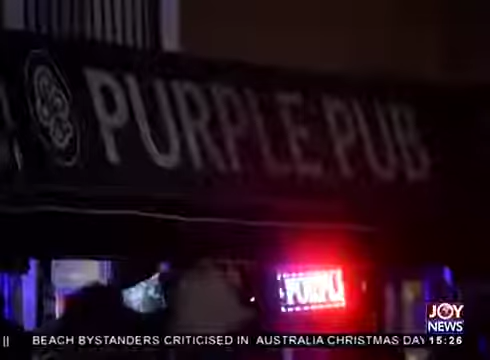 PURPLE PUB
PURPLE
JOY
NEWS
|| BEACH BYSTANDERS CRITICISED IN AUSTRALIA CHRISTMAS DAY 15:26